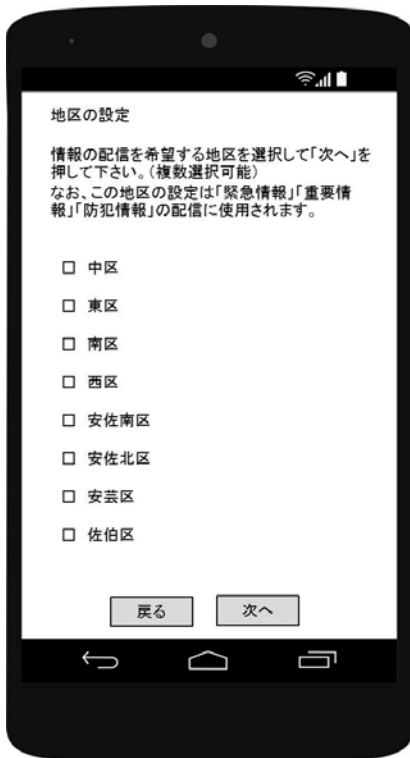 地区の設定
情報の配信を希望する地区を選択して「次へ」を
押して下さい。(複数選択可能)
なお、この地区の設定は「緊急情報」「重要情
報」「防犯情報」の配信に使用されます。
中区
東区
南区
西区
安佐南区
安佐北区
安芸区
佐伯区
戻る
次へ